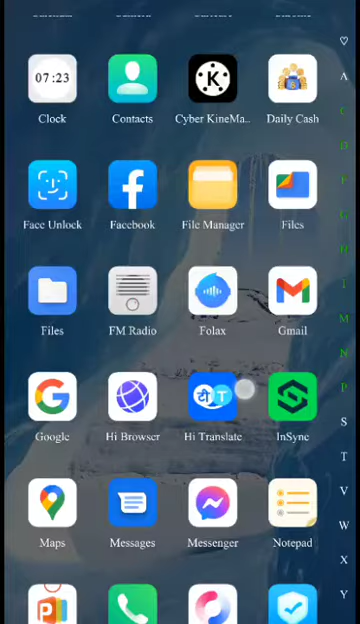 ♡
07:23
Clock
Contacts
Cyber KineMa..
Daily Cash
A
C
D
Face Unlock
Facebook
File Manager
Files
F
G
H
Files
FM Radio
Folax
Gmail
I
M
N
टी T
Google
Hi Browser
Hi Translate
InSync
P
S
T
Maps
Messages
Messenger
Notepad
V
W
X
Y